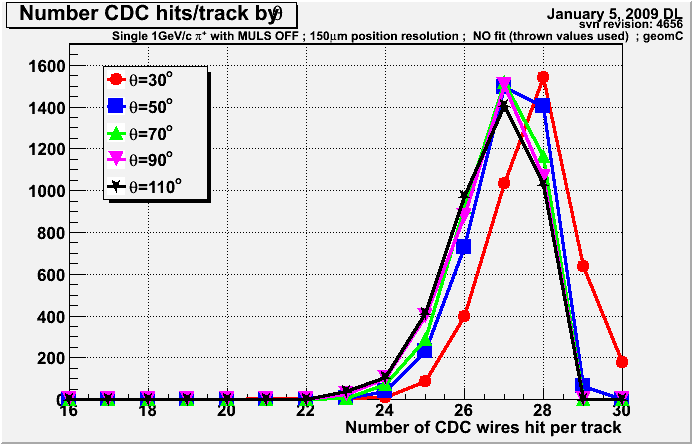 Number CDC hits/track by θ
January 5, 2009 DL
svn revision: 4656
Single 1GeV/c π⁺ with MULS OFF ; 150μm position resolution ; NO fit (thrown values used) ; geomC
1600
1400
1200
1000
800
600
400
200
0
θ=30°
θ=50°
θ=70°
θ=90°
θ=110°
16 18 20 22 24 26 28 30
Number of CDC wires hit per track